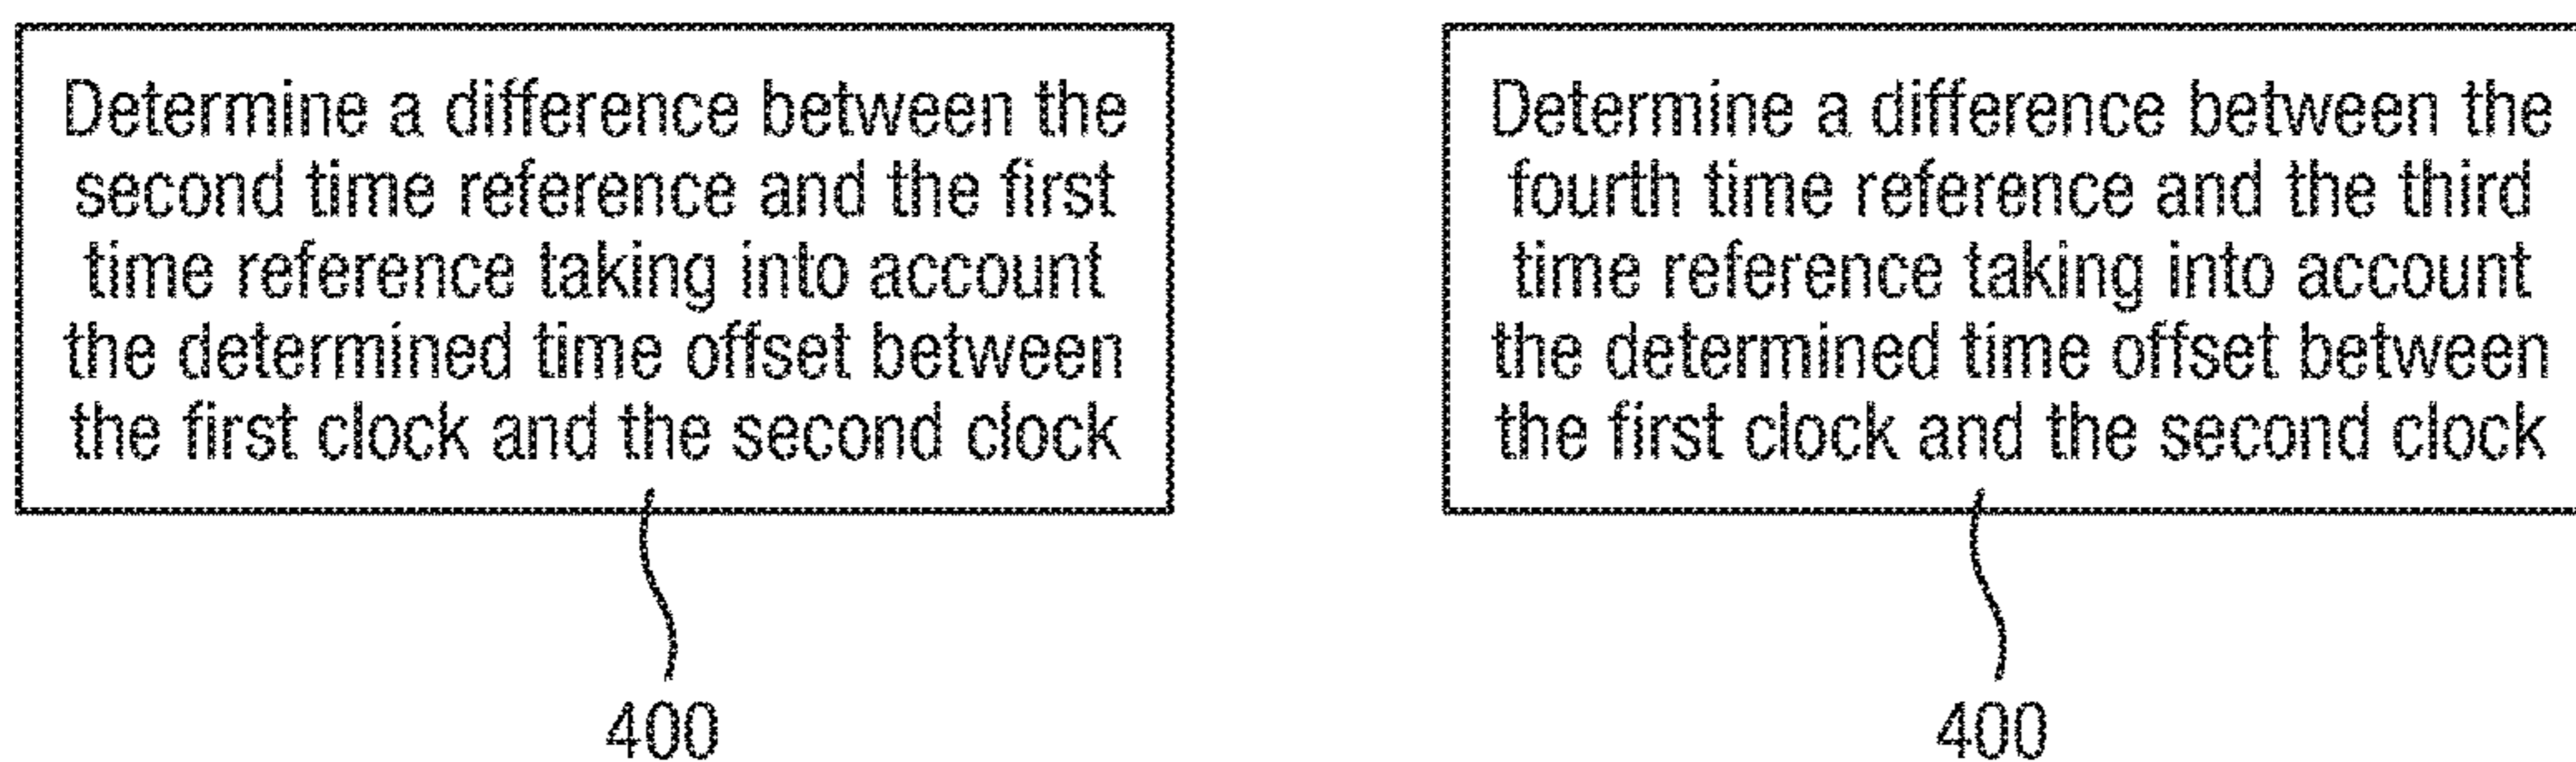 Determine a difference between the
second time reference and the first
time reference taking into account
the determined time offset between
the first clock and the second clock
400
Determine a difference between the
fourth time reference and the third
time reference taking into account
the determined time offset between
the first clock and the second clock
400